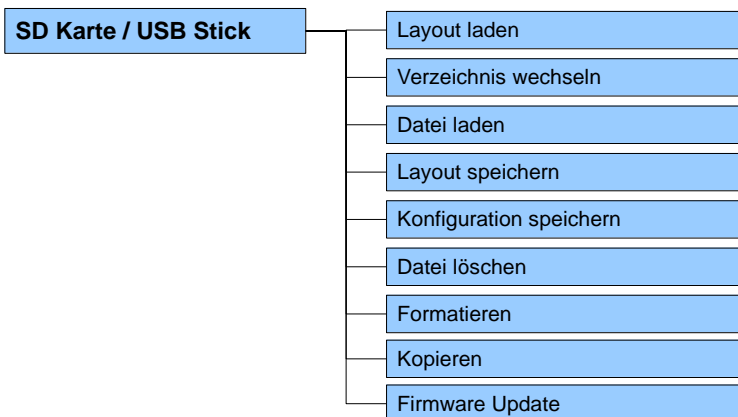 SD Karte / USB Stick
Layout laden
Verzeichnis wechseln
Datei laden
Layout speichern
Konfiguration speichern
Datei löschen
Formatieren
Kopieren
Firmware Update